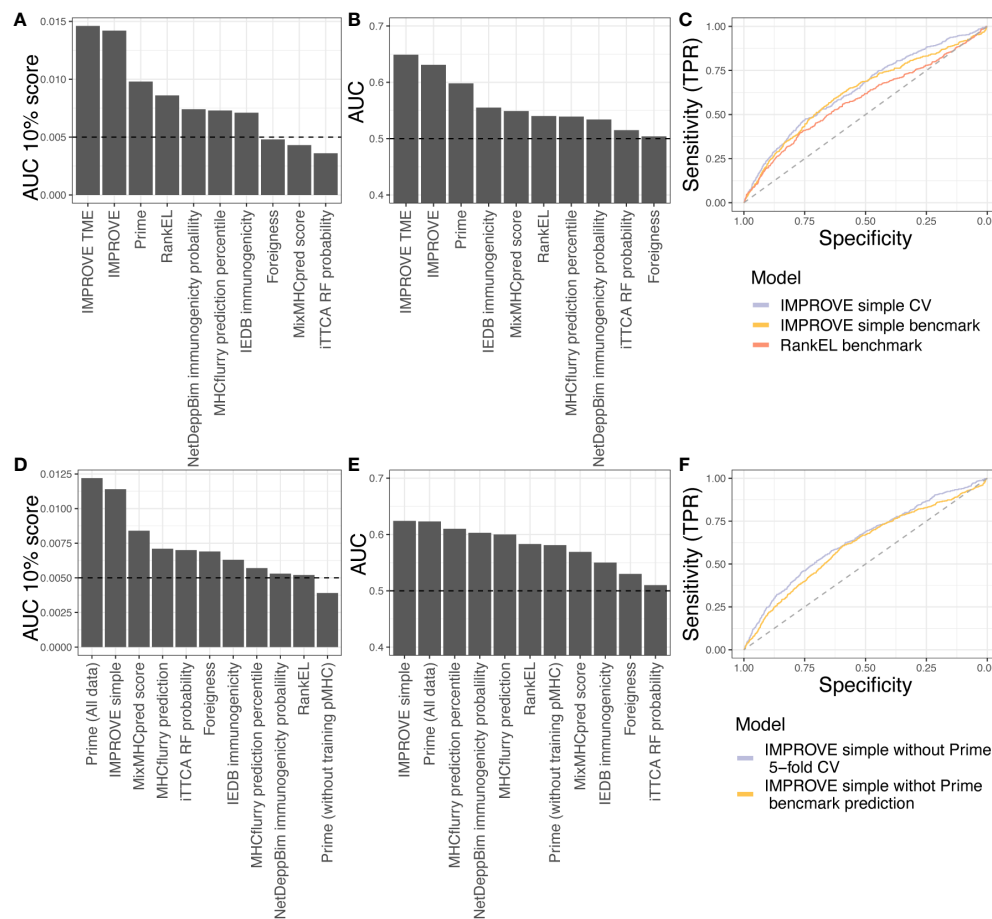 A
AUC 10% score
0.015
0.010
0.005
0.000
IMPROVE TME
IMPROVE
Prime
RankEL
NetDeppBim immunogenicty probalility
MHCflurry prediction percentile
IEDB immunogenicity
Foreigness
MixMHCpred score
iTTCA RF probability
B
AUC
0.7
0.6
0.5
0.4
IMPROVE TME
IMPROVE
Prime
IEDB immunogenicity
MixMHCpred score
RankEL
MHCflurry prediction percentile
NetDeppBim immunogenicty probalility
iTTCA RF probability
Foreigness
C
Sensitivity (TPR)
1.00
0.75
0.50
0.25
0.00
1.00
0.75
0.50
0.25
0.0
Specificity
Model
IMPROVE simple CV
IMPROVE simple bencmark
RankEL benchmark
D
AUC 10% score
0.0125
0.0100
0.0075
0.0050
0.0025
0.0000
Prime (All data)
IMPROVE simple
MixMHCpred score
MHCflurry prediction
iTTCA RF probability
Foreigness
IEDB immunogenicity
MHCflurry prediction percentile
NetDeppBim immunogenicty probalility
RankEL
Prime (without training pMHC)
E
AUC
0.7
0.6
0.5
0.4
IMPROVE simple
Prime (All data)
MHCflurry prediction percentile
NetDeppBim immunogenicty probalility
MHCflurry prediction
RankEL
Prime (without training pMHC)
MixMHCpred score
IEDB immunogenicity
Foreigness
iTTCA RF probability
F
Sensitivity (TPR)
1.00
0.75
0.50
0.25
0.00
1.00
0.75
0.50
0.25
0.0
Specificity
Model
IMPROVE simple without Prime
5−fold CV
IMPROVE simple withot Prime
bencmark prediction